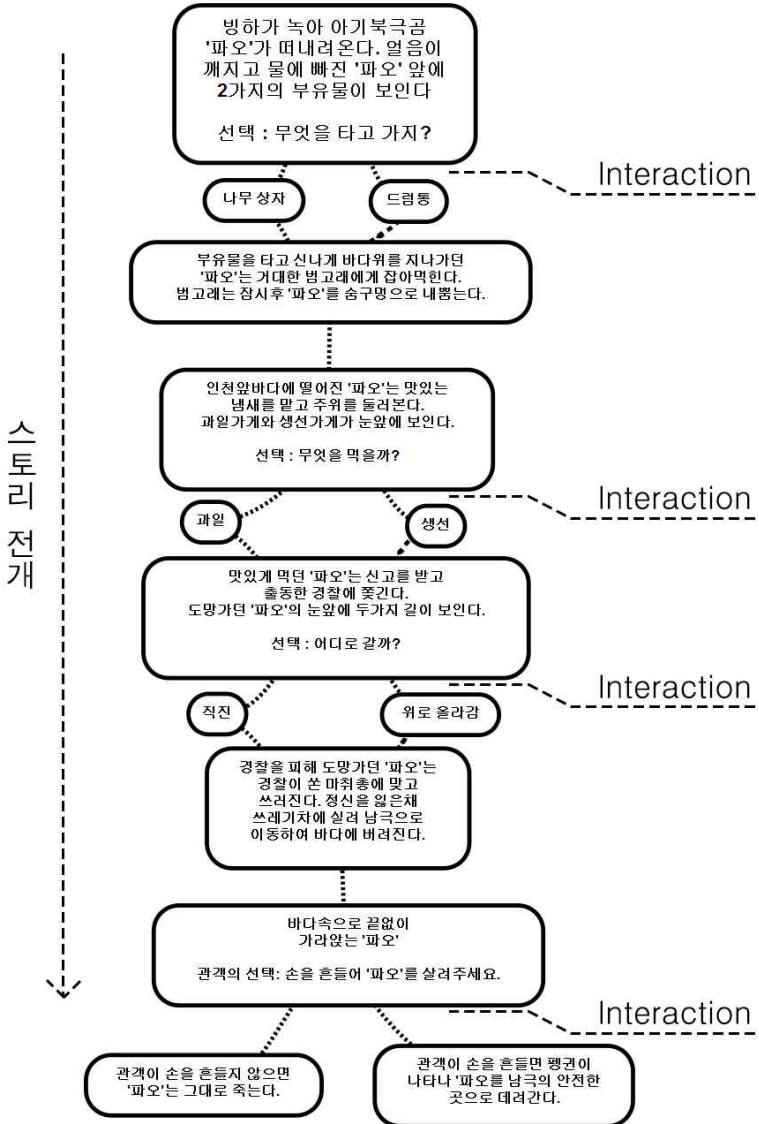 빙하가 녹아 아기북극곰
'파오'가 떠내려온다. 얼음이
깨지고 물에 빠진 '파오' 앞에
2가지의 부유물이 보인다
선택 : 무엇을 타고 가지?
Interaction
나무 상자
드럼통
부유물을 타고 신나게 바다위를 지나가던
'파오'는 거대한 범고래에게 잡아먹힌다.
범고래는 잠시후 '파오'를 숨구멍으로 내뿜는다.
인천앞바다에 떨어진 '파오'는 맛있는
냄새를 맡고 주위를 둘러본다.
과일가게와 생선가게가 눈앞에 보인다.
선택 : 무엇을 먹을까?
스토리 전개
Interaction
과일
생선
맛있게 먹던 '파오'는 신고를 받고
출동한 경찰에 쫒긴다.
도망가던 '파오'의 눈앞에 두가지 길이 보인다.
선택 : 어디로 갈까?
Interaction
직진
위로 올라감
경찰을 피해 도망가던 '파오'는
경찰이 쏜 마취총에 맞고
쓰러진다. 정신을 잃은채
쓰레기차에 실려 남극으로
이동하여 바다에 버려진다.
바다속으로 끝없이
가라앉는 '파오'
관객의 선택: 손을 흔들어 '파오'를 살려주세요.
Interaction
관객이 손을 흔들지 않으면
'파오'는 그대로 죽는다.
관객이 손을 흔들면 펭귄이
나타나 '파오를 남극의 안전한
곳으로 데려간다.